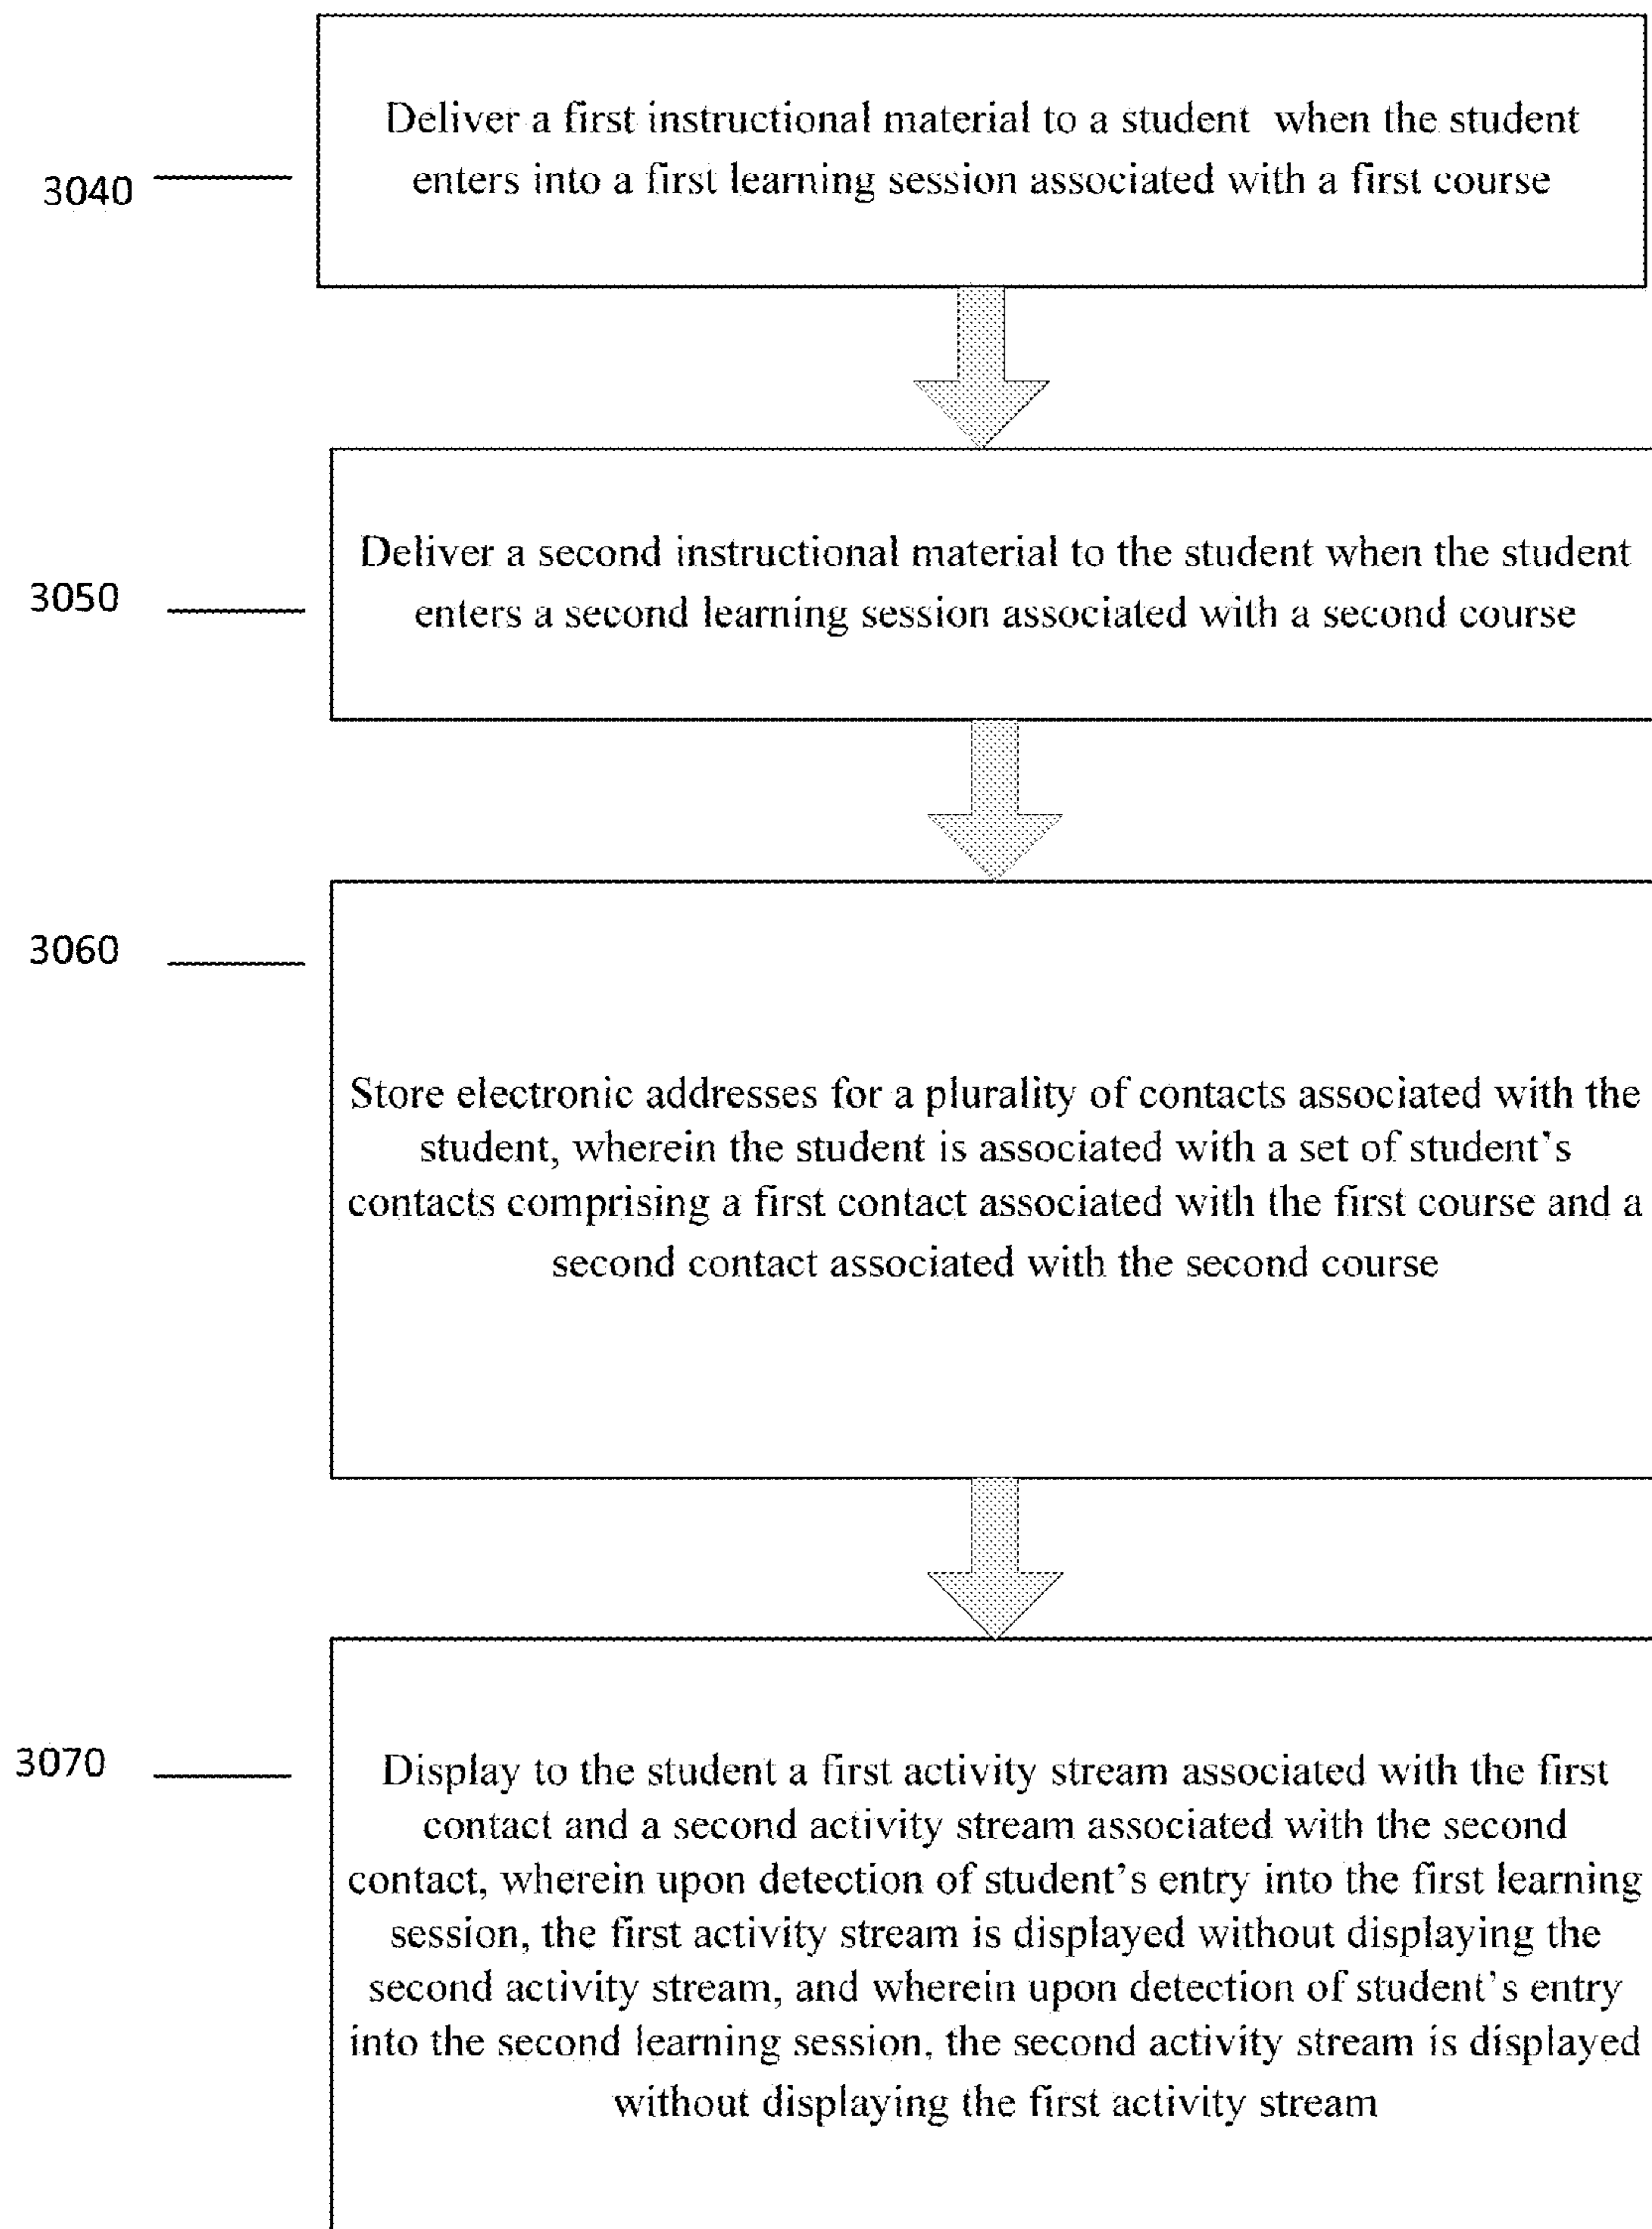 Deliver a first instructional material to a student when the student
3040
enters into a first learning session associated with a first course
Deliver a second instructional material to the student when the student
3050
enters a second learning session associated with a second course
3060
Store electronic addresses for a plurality of contacts associated with the
student, wherein the student is associated with a set of student's
contacts comprising a first contact associated with the first course and a
second contact associated with the second course
3070
Display to the student a first activity stream associated with the first
contact and a second activity stream associated with the second
contact, wherein upon detection of student's entry into the first learning
session, the first activity stream is displayed without displaying the
second activity stream, and wherein upon detection of student's entry
into the second learning session, the second activity stream is displayed
without displaying the first activity stream